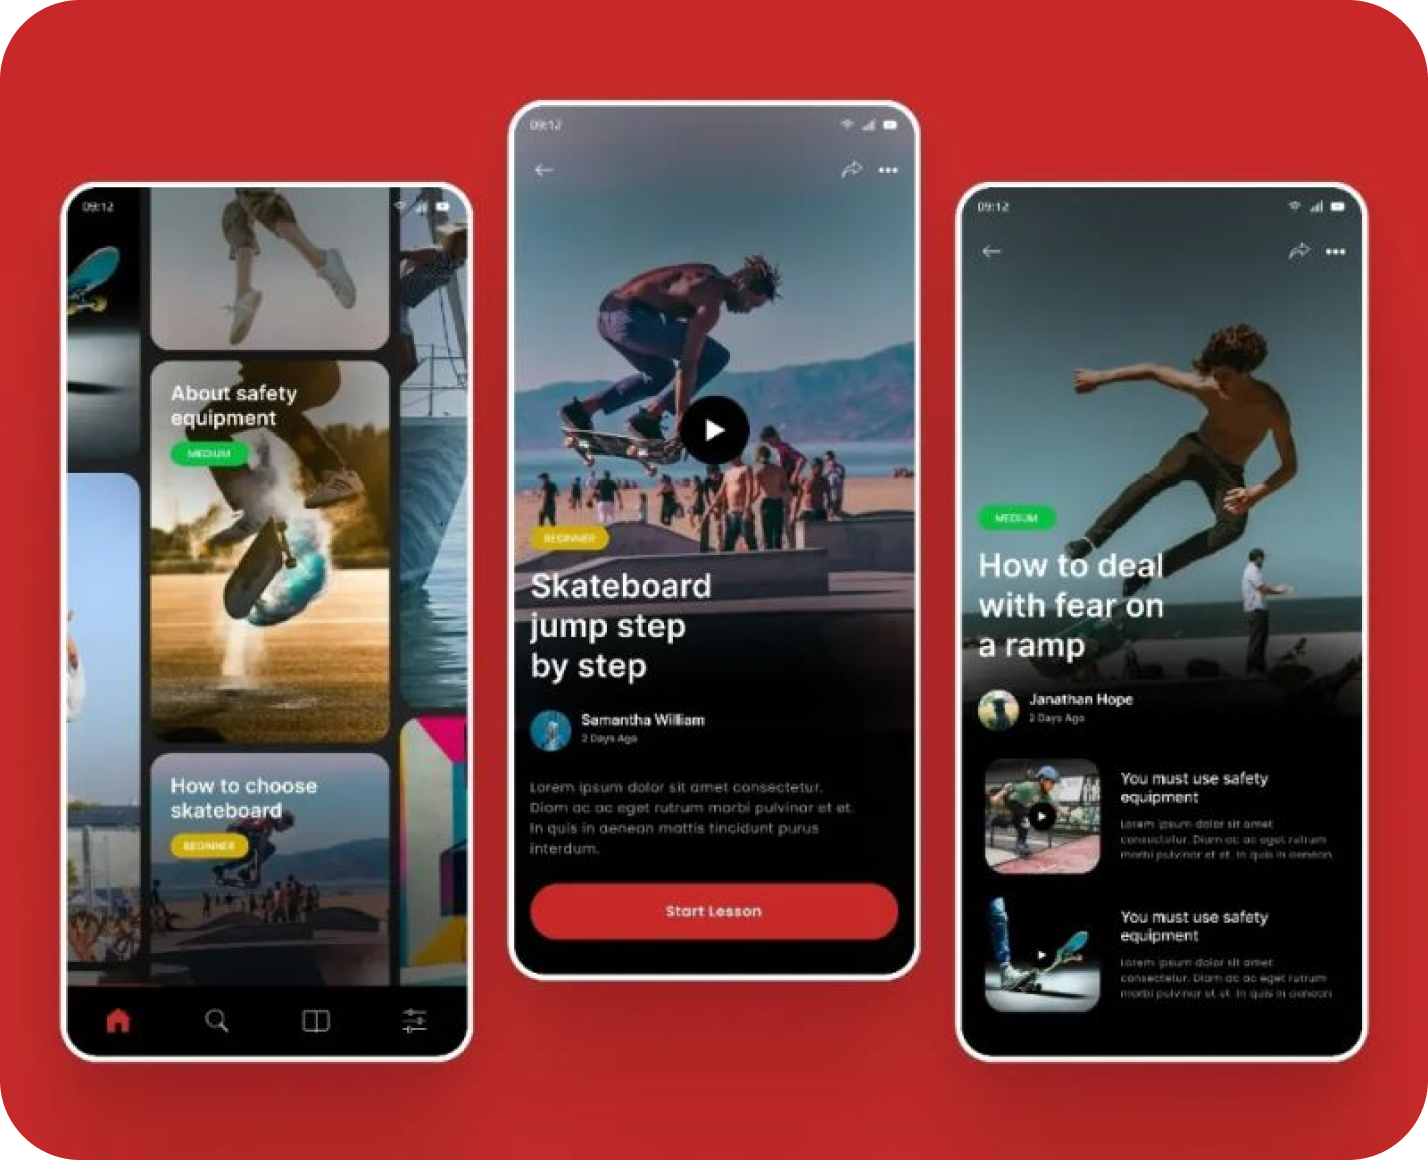 09:12
About safety
equipment
MEDIUM
How to choose
skateboard
BEGINNER
09:12
BEGINNER
Skateboard
jump step
by step
Samantha William
2 Days Ago
Lorem ipsum dolor sit amet consectetur.
Diam ac ac eget rutrum morbi pulvinar et et.
In quis in aenean mattis tincidunt purus
interdum.
Start Lesson
09:12
MEDIUM
How to deal
with fear on
a ramp
Janathan Hope
2 Days Ago
You must use safety
equipment
Lorem ipsum dolor sit amet
consectetur. Diam ac ac eget rutrum
morbi pulvinar et et. In quis in aenean
You must use safety
equipment
Lorem ipsum dolor sit amet
consectetur. Diam ac ac eget rutrum
morbi pulvinar et et. In quis in aenean